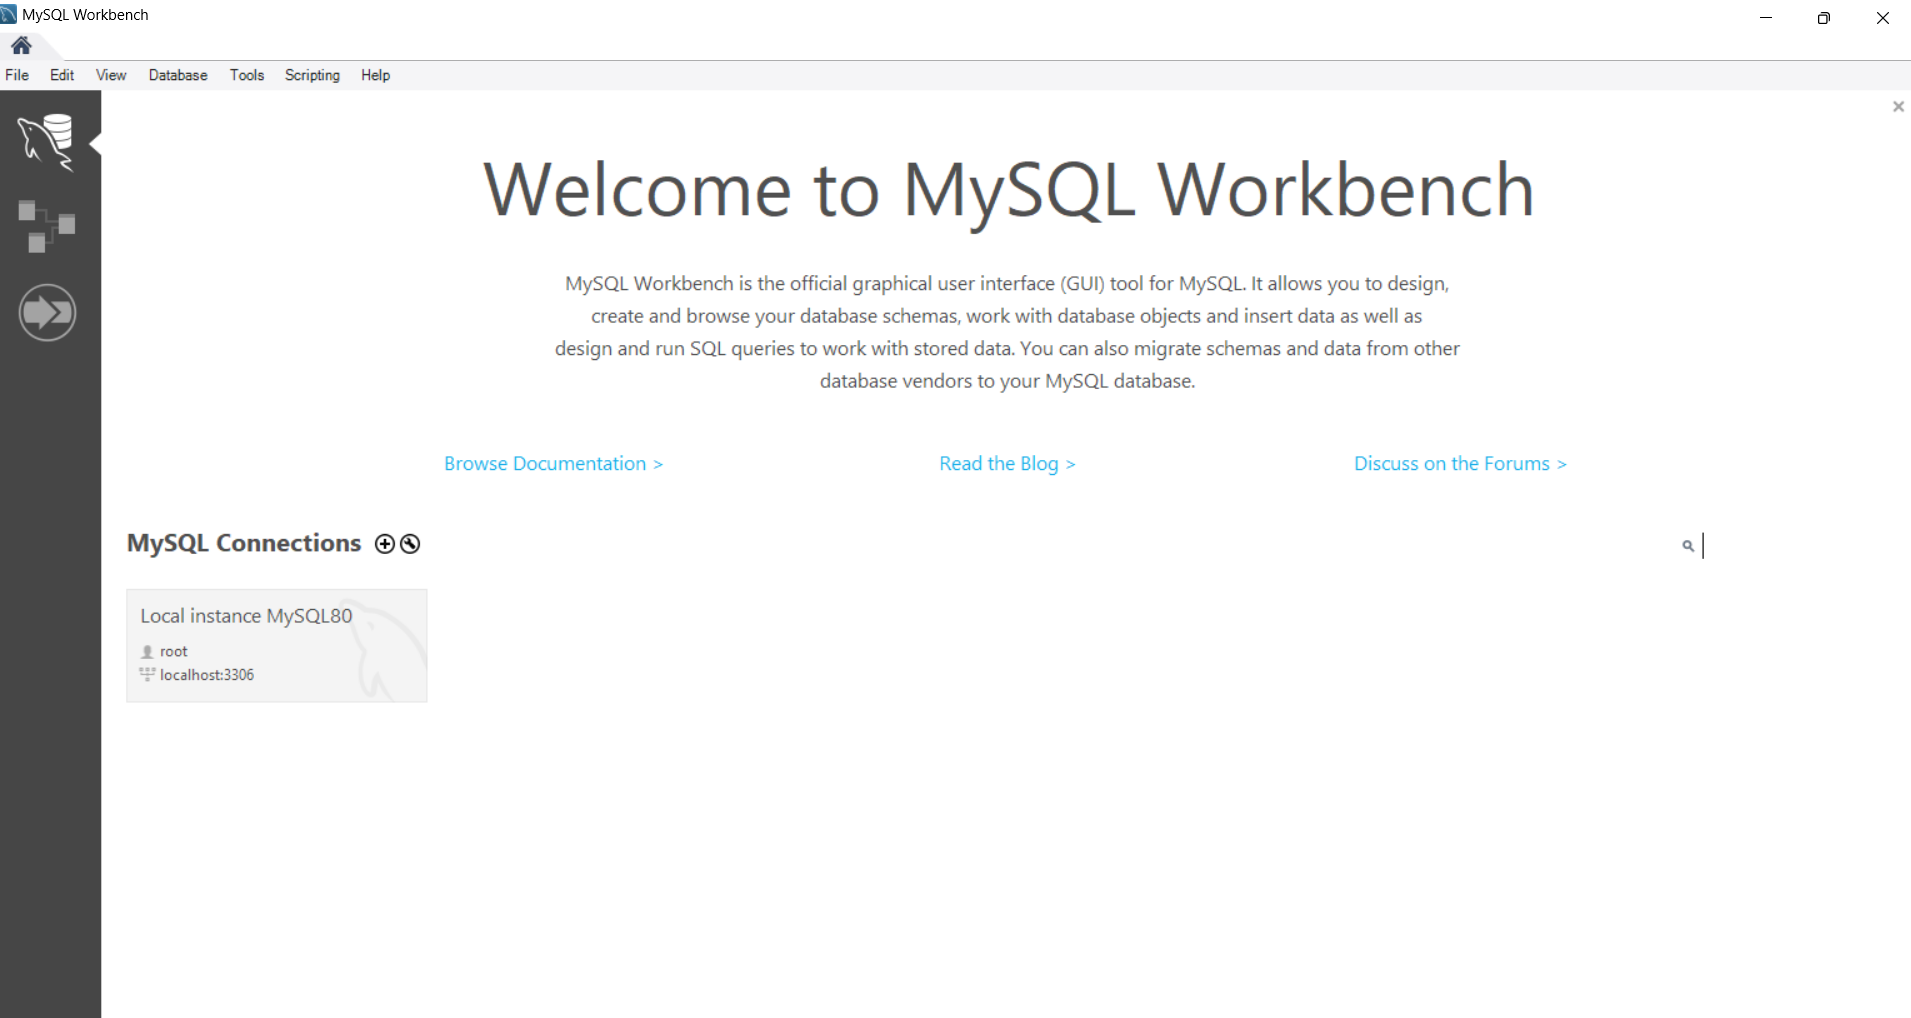 MySQL Workbench
File Edit View Database Tools Scripting Help
Welcome to MySQL Workbench
MySQL Workbench is the official graphical user interface (GUI) tool for MySQL. It allows you to design,
create and browse your database schemas, work with database objects and insert data as well as
design and run SQL queries to work with stored data. You can also migrate schemas and data from other
database vendors to your MySQL database.
Browse Documentation > Read the Blog > Discuss on the Forums >
MySQL Connections
Local instance MySQL80
root
localhost:3306